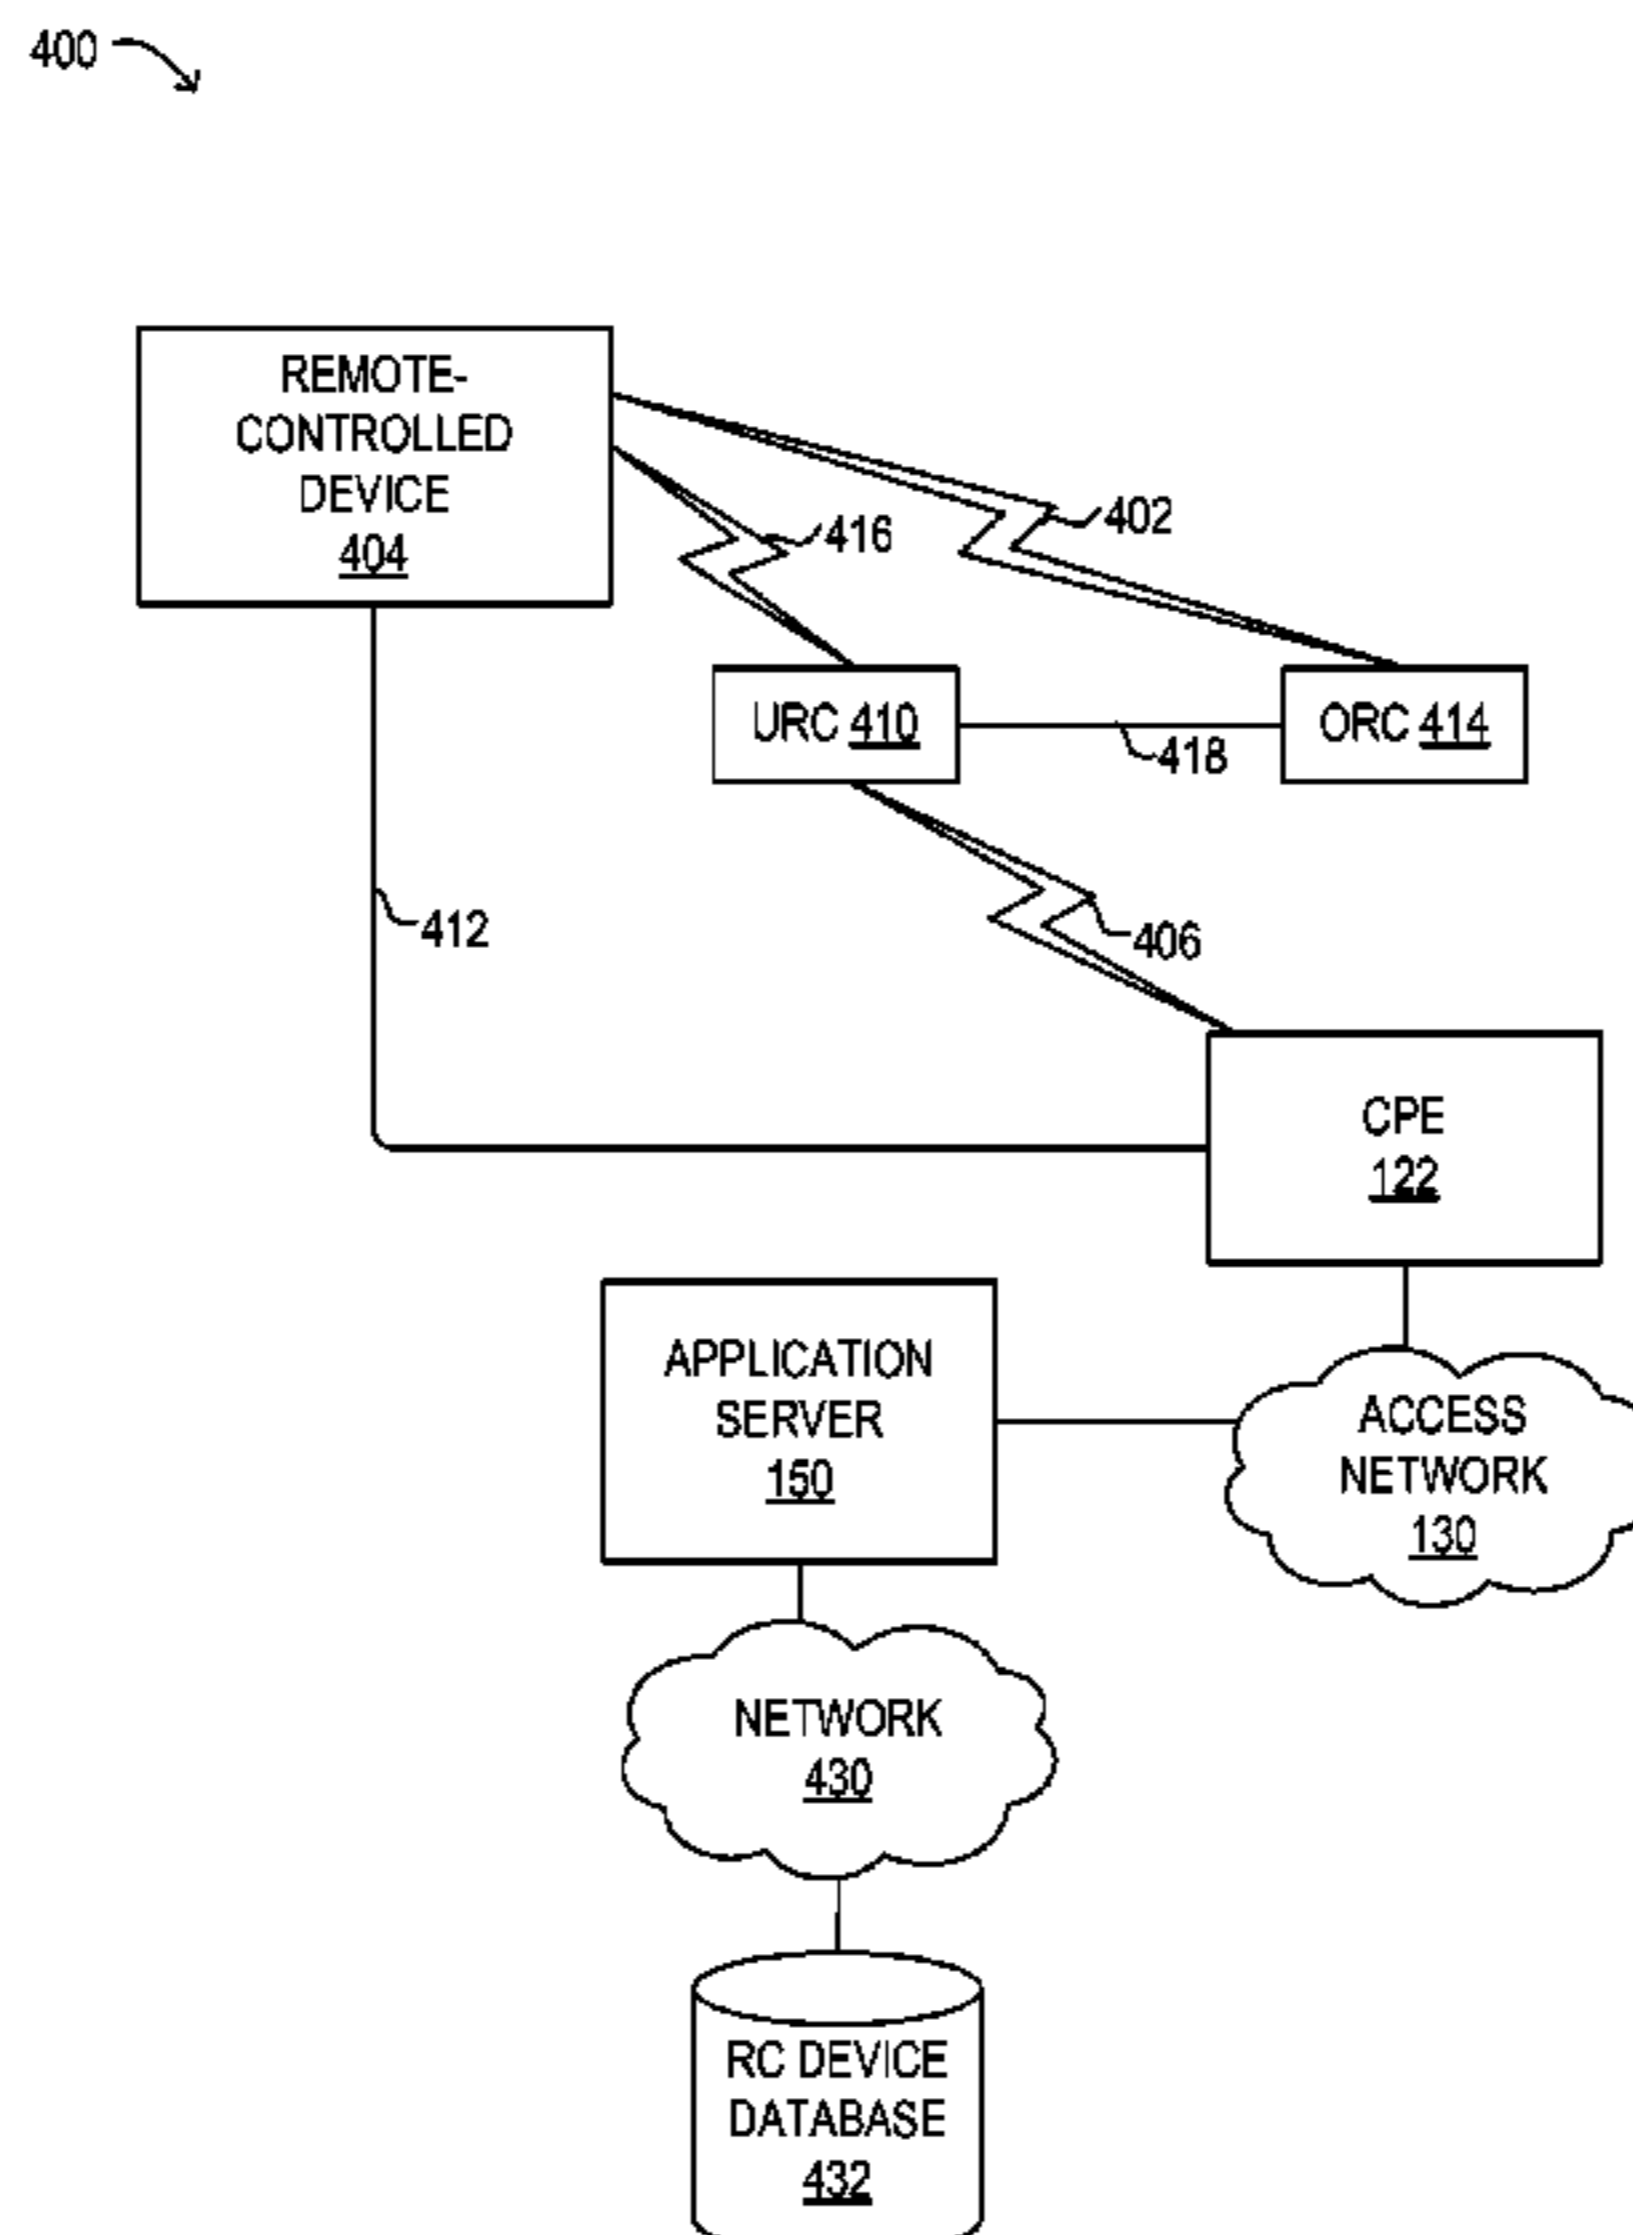 400
REMOTE-
CONTROLLED
DEVICE
404
402
416
URC 410
ORC 414
418
412
406
CPE
122
APPLICATION
SERVER
150
ACCESS
NETWORK
130
NETWORK
430
RC DEVICE
DATABASE
432